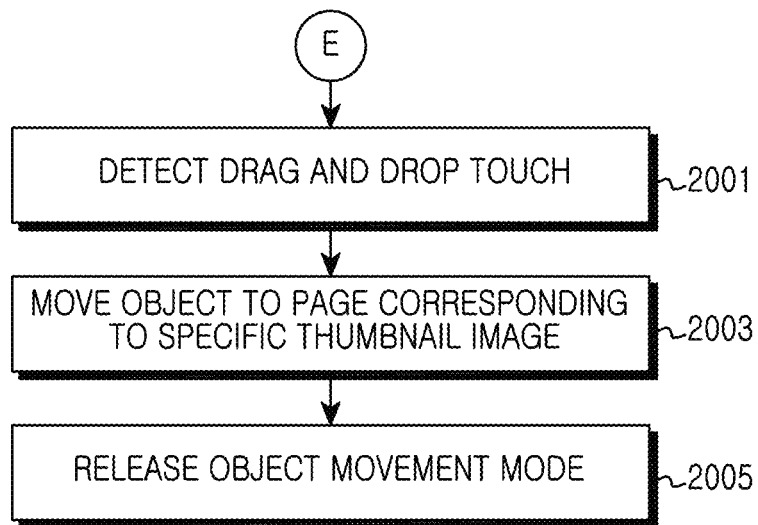 E
DETECT DRAG AND DROP TOUCH
2001
MOVE OBJECT TO PAGE CORRESPONDING
TO SPECIFIC THUMBNAIL IMAGE
2003
RELEASE OBJECT MOVEMENT MODE
2005